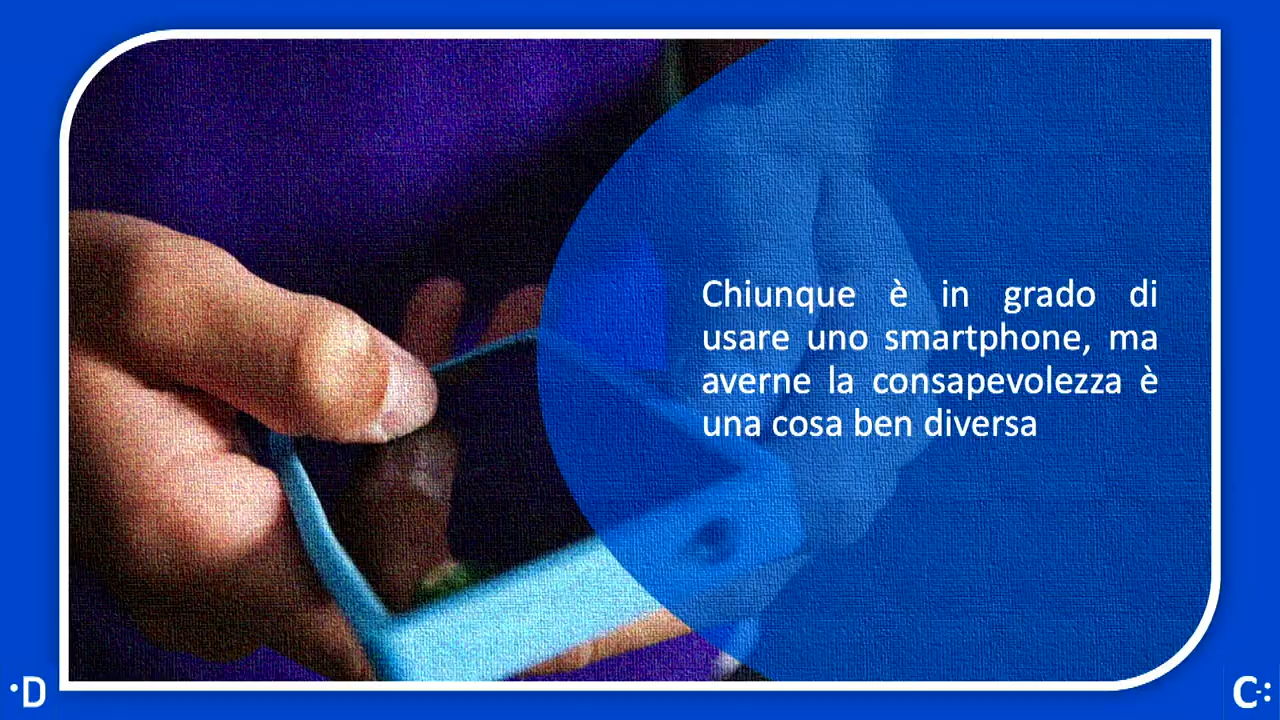 Chiunque è in grado di
usare uno smartphone, ma
averne la consapevolezza è
una cosa ben diversa
·D
C:·